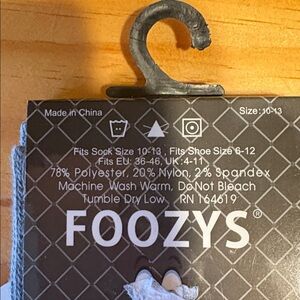 Made in China Size: 10-13
Fits Sock Size 10-13 , Fits Shoe Size 6-12
Fits EU: 36-46, UK: 4-11
78% Polyester, 20% Nylon, 2% Spandex
Machine Wash Warm, Do Not Bleach
Tumble Dry Low RN 164619
FOOZYS®